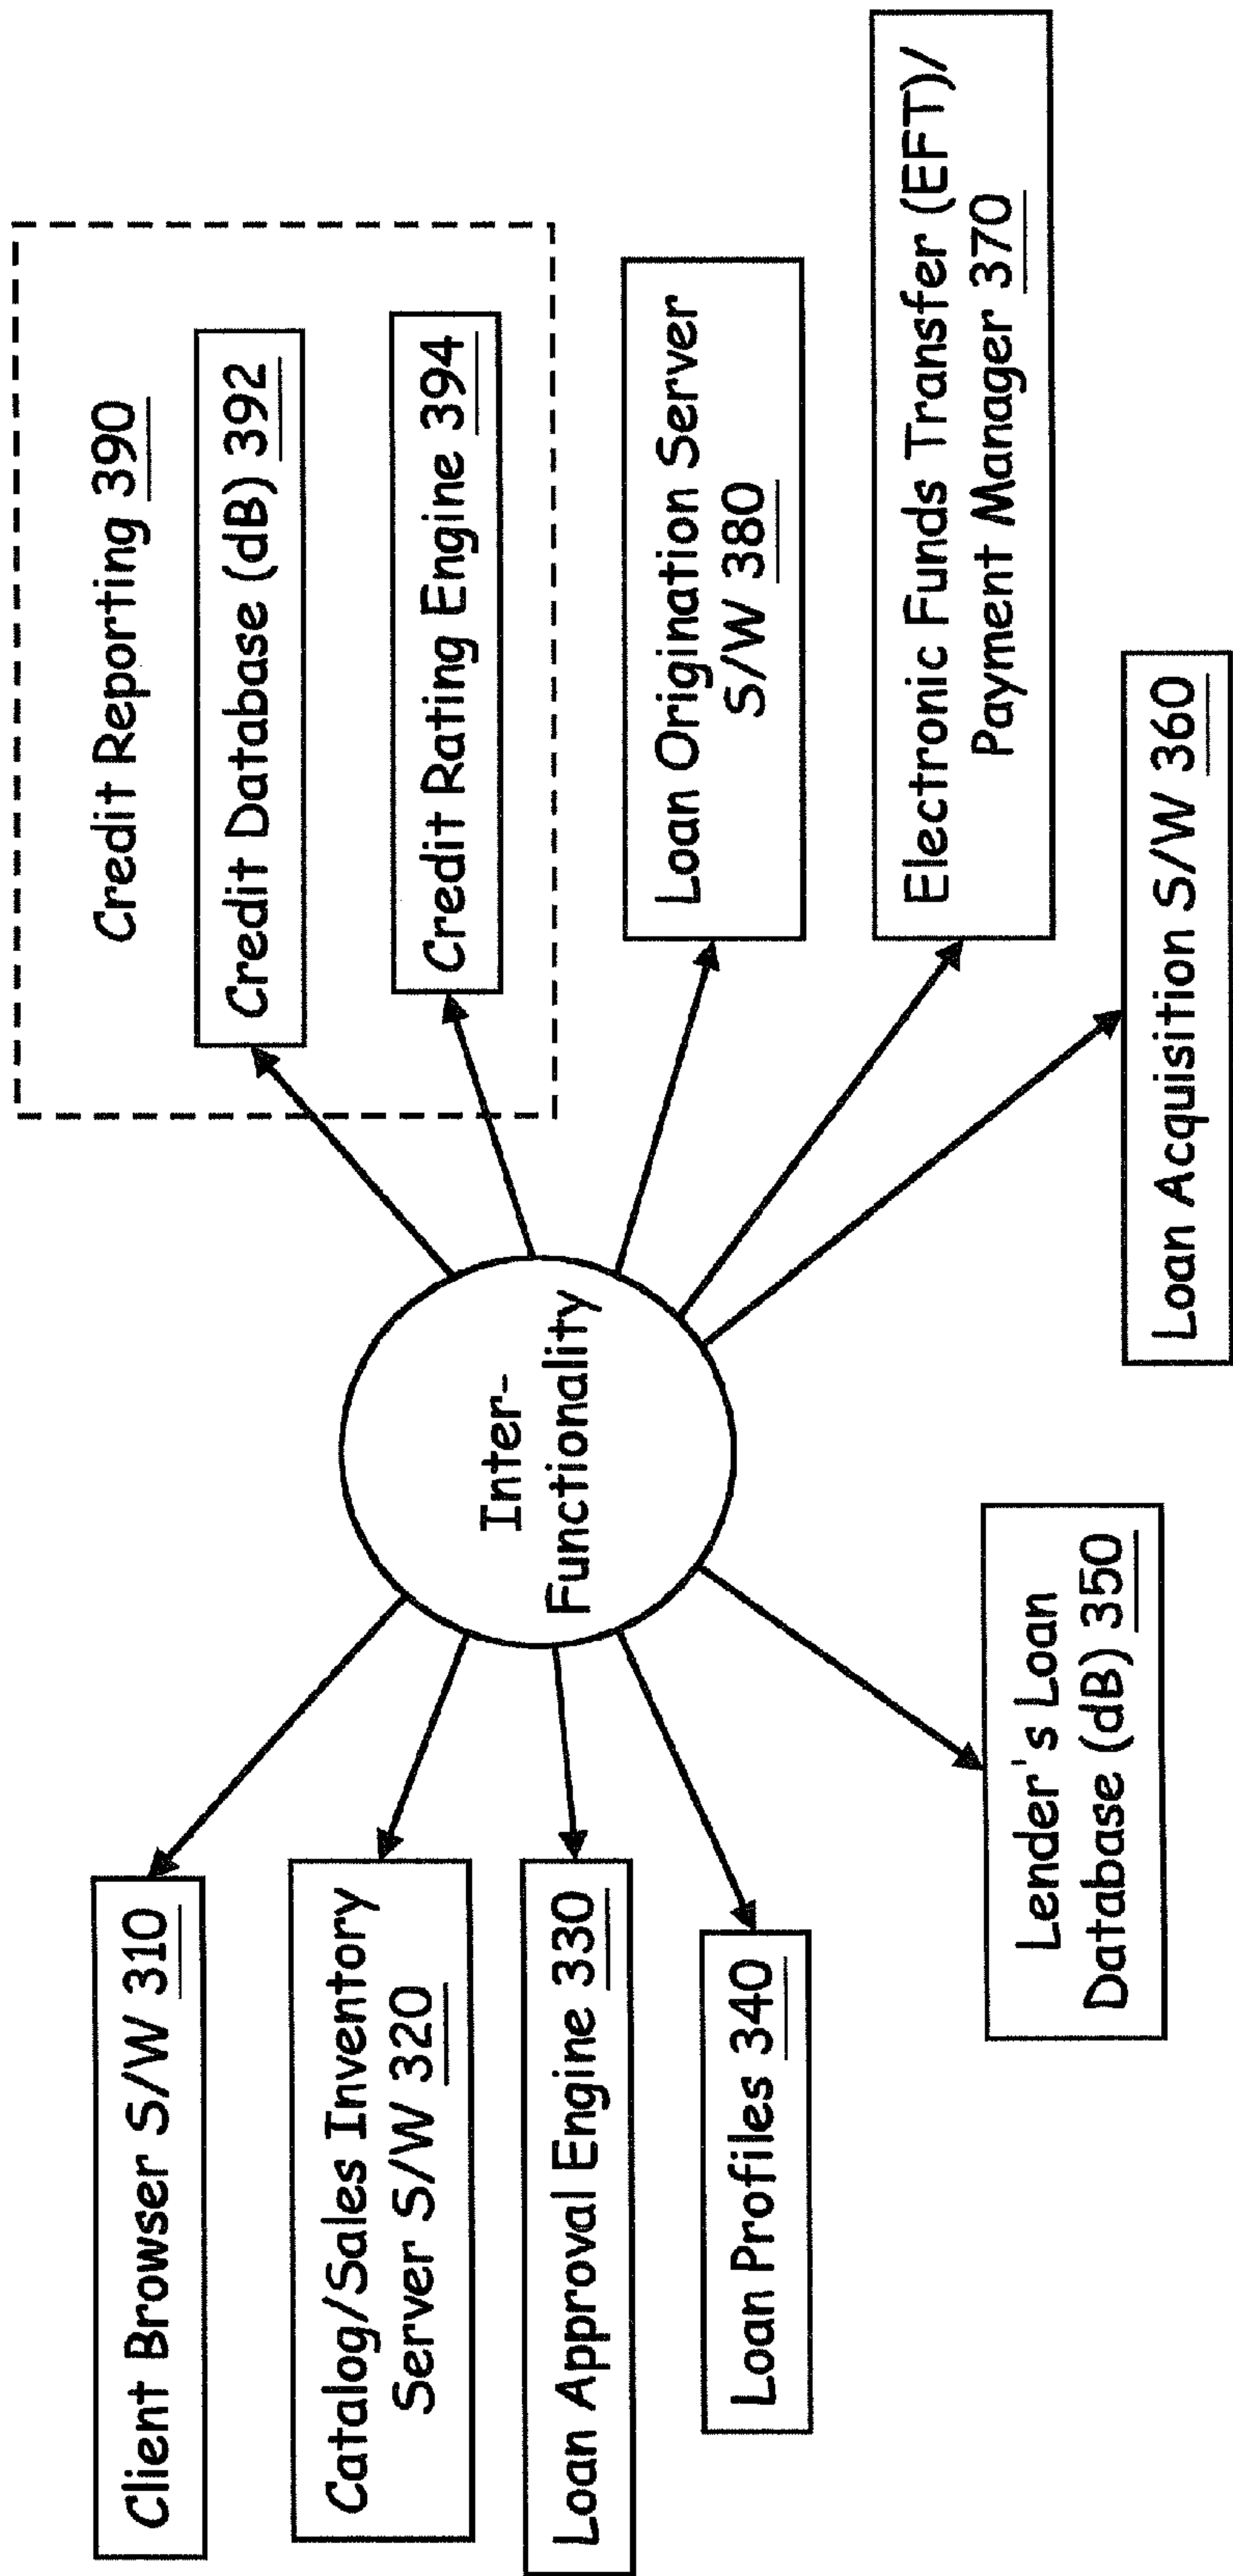 Client Browser S/W 310
Catalog/Sales Inventory
Server S/W 320
Loan Approval Engine 330
Loan Profiles 340
Lender's Loan
Database (dB) 350
Inter-
Functionality
Credit Reporting 390
Credit Database (dB) 392
Credit Rating Engine 394
Loan Origination Server
S/W 380
Electronic Funds Transfer (EFT)/
Payment Manager 370
Loan Acquisition S/W 360